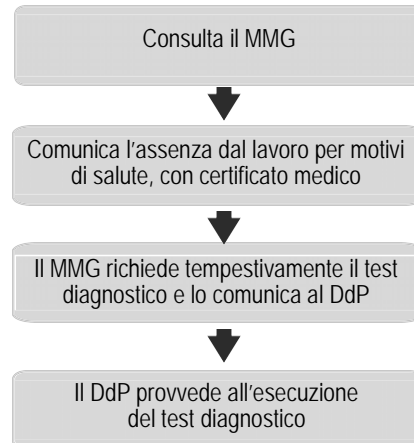 Consulta il MMG
Comunica l'assenza dal lavoro per motivi
di salute, con certificato medico
Il MMG richiede tempestivamente il test
diagnostico e lo comunica al DdP
Il DdP provvede all'esecuzione
del test diagnostico